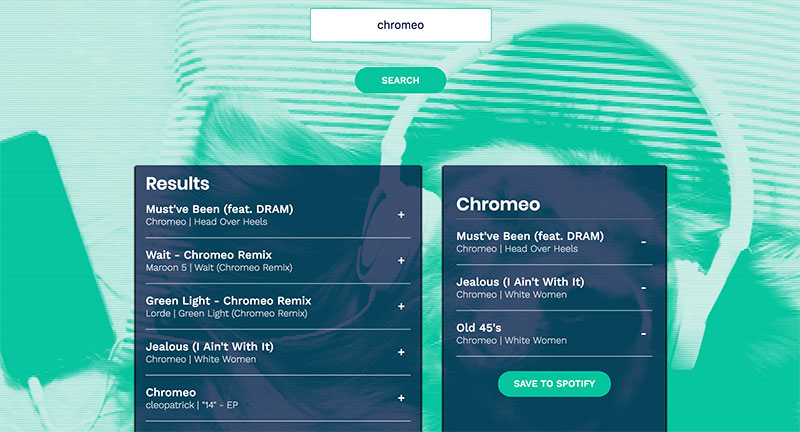 chromeo
SEARCH
Results
Must've Been (feat. DRAM)
Chromeo | Head Over Heels
+
Wait - Chromeo Remix
Maroon 5 | Wait (Chromeo Remix)
+
Green Light - Chromeo Remix
Lorde | Green Light (Chromeo Remix)
+
Jealous (I Ain't With It)
Chromeo | White Women
+
Chromeo
cleopatrick | "14" - EP
+
Chromeo
Must've Been (feat. DRAM)
Chromeo | Head Over Heels
-
Jealous (I Ain't With It)
Chromeo | White Women
-
Old 45's
Chromeo | White Women
-
SAVE TO SPOTIFY